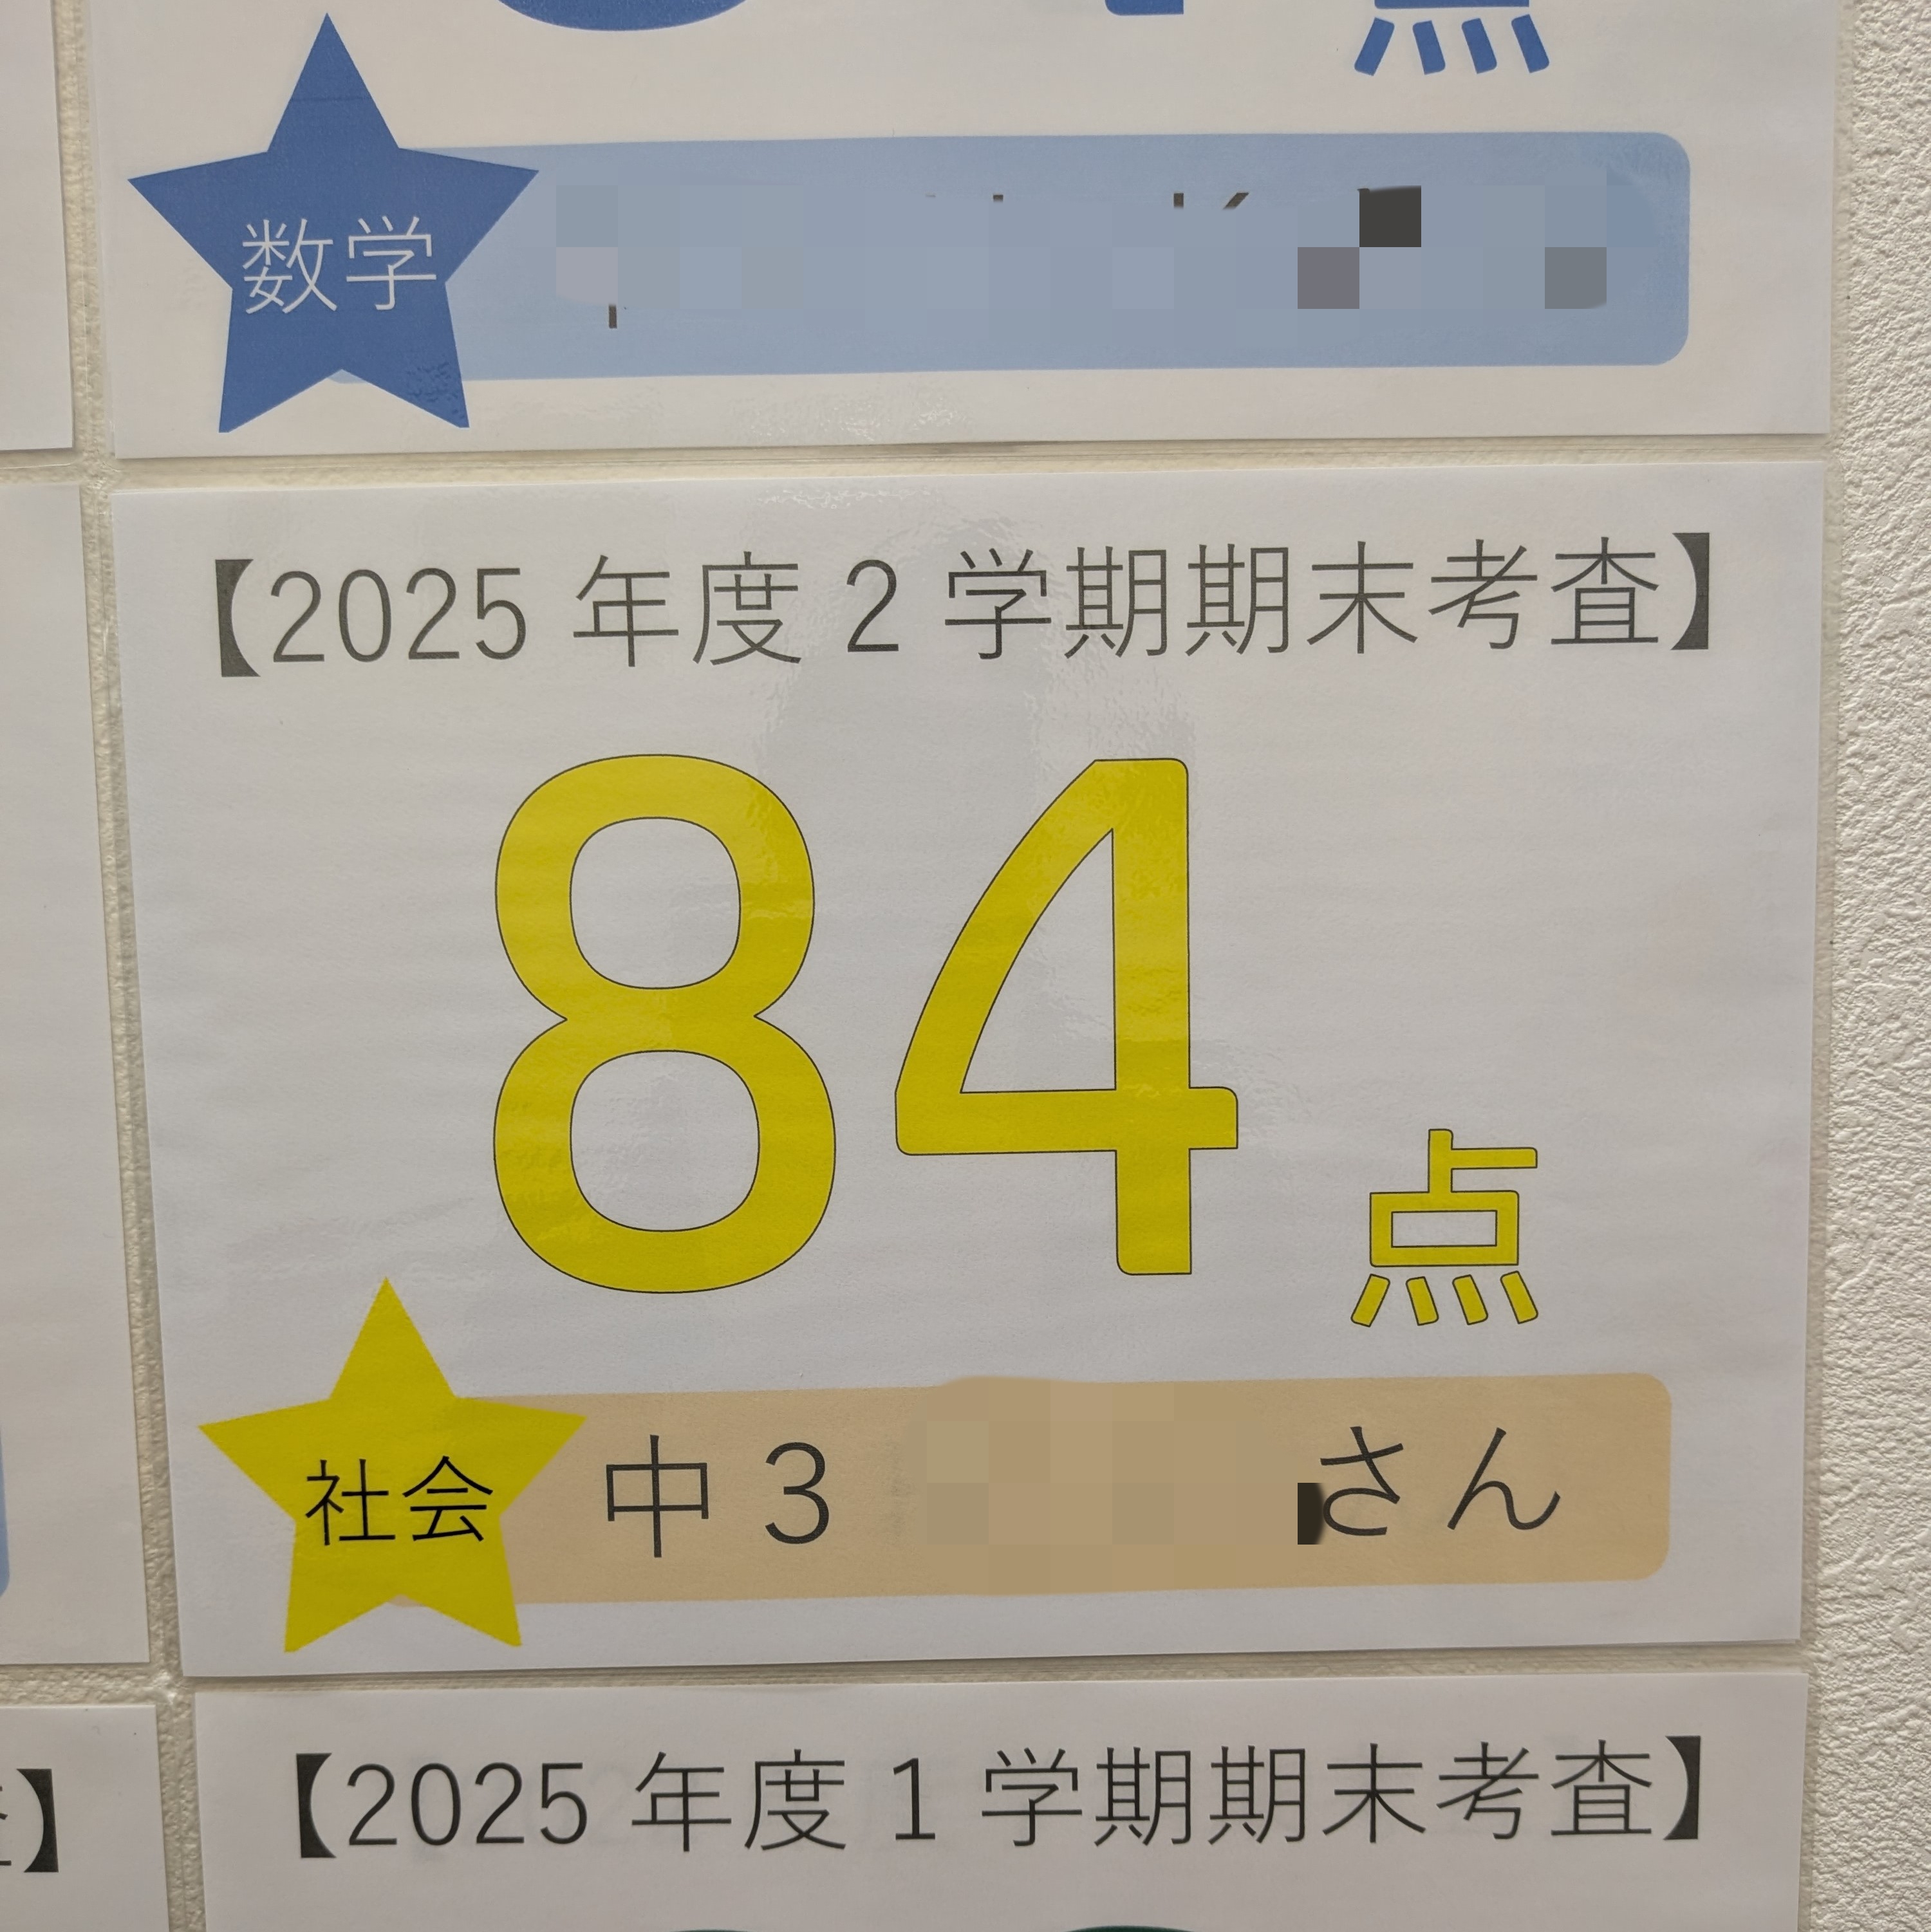 点
数学
【2025 年度 2 学期期末考査】
84 点
社会 中3 さん
【2025 年度 1 学期期末考査】
】